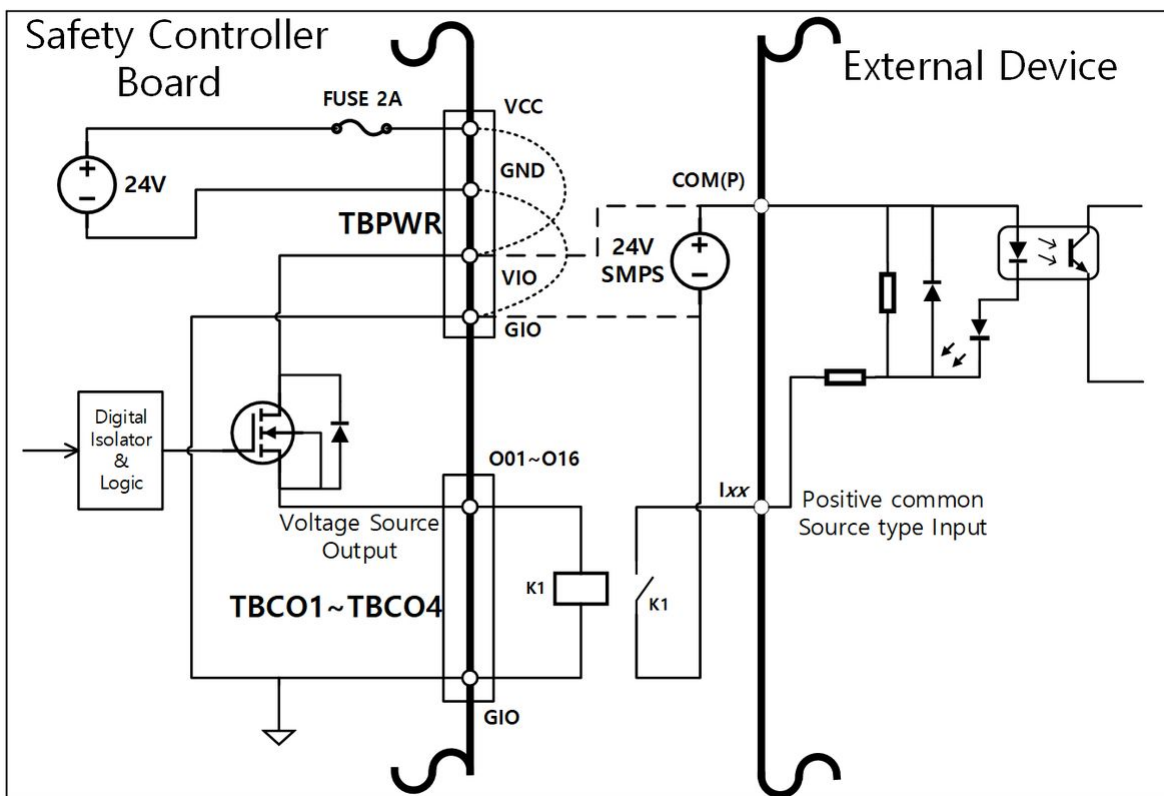 Safety Controller
Board
External Device
FUSE 2A
VCC
24V
GND
COM(P)
TBPWR
24V
SMPS
VIO
GIO
Digital
Isolator
&
Logic
O01~O16
Ixx
Voltage Source
Output
Positive common
Source type Input
K1
K1
TBCO1~TBCO4
GIO